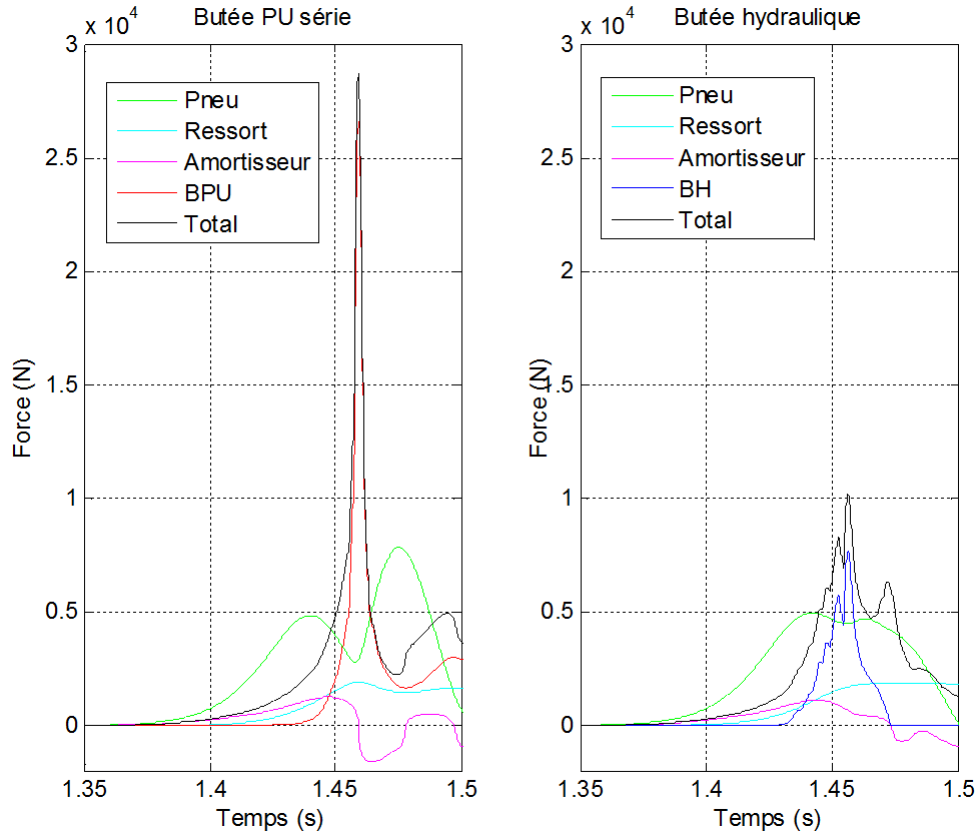 Butée PU série
x 10^4
3
2.5
2
1.5
1
0.5
0
Force (N)
Pneu
Ressort
Amortisseur
BPU
Total
1.35
1.4
1.45
1.5
Temps (s)
Butée hydraulique
x 10^4
3
2.5
2
1.5
1
0.5
0
Force (N)
Pneu
Ressort
Amortisseur
BH
Total
1.35
1.4
1.45
1.5
Temps (s)